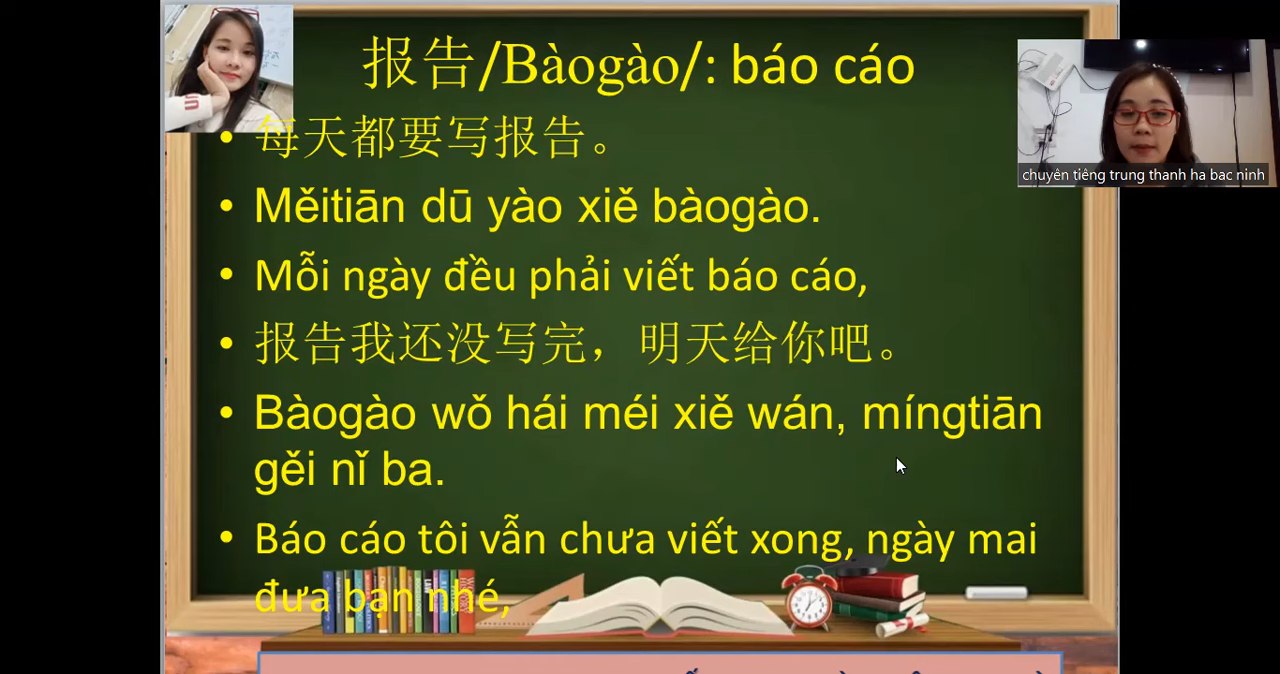 报告/Bàogào/: báo cáo
chuyên tiêng trung thanh ha bac ninh
• 每天都要写报告。
• Měitiān dū yào xiě bàogào.
• Mỗi ngày đều phải viết báo cáo,
• 报告我还没写完，明天给你吧。
• Bàogào wǒ hái méi xiě wán, míngtiān
gěi nǐ ba.
• Báo cáo tôi vẫn chưa viết xong, ngày mai
đưa bạn nhé,